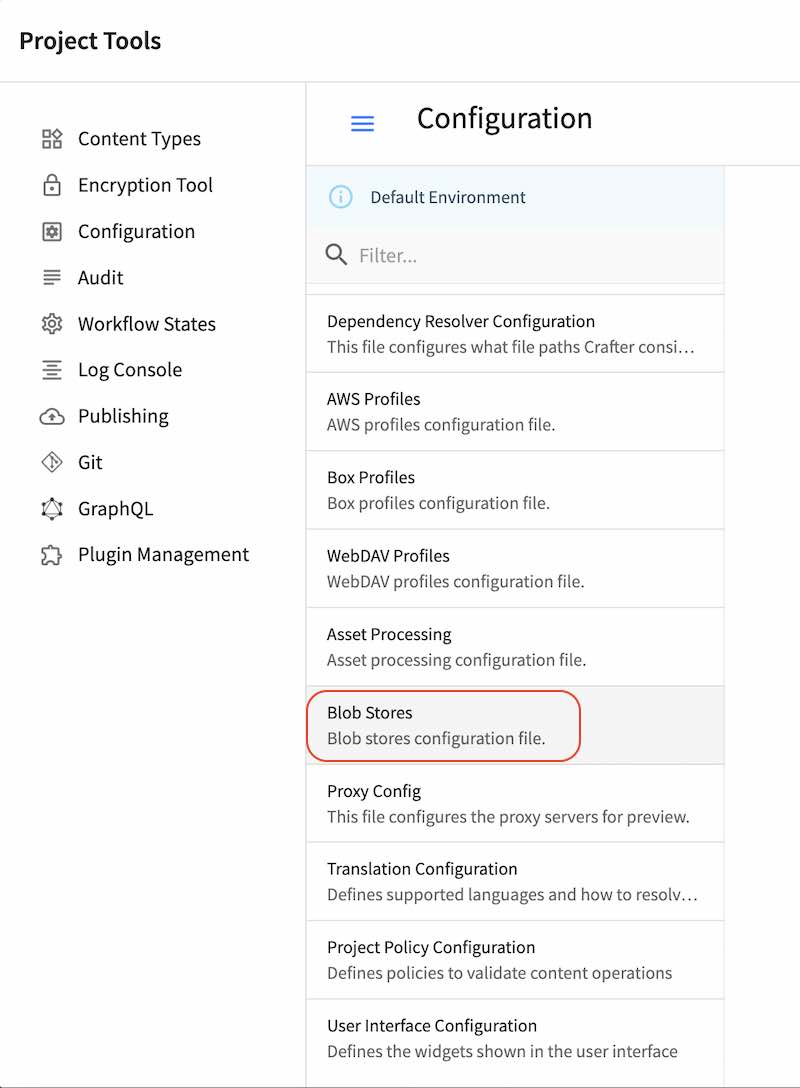 Project Tools
Content Types
Encryption Tool
Configuration
Audit
Workflow States
Log Console
Publishing
Git
GraphQL
Plugin Management
Configuration
Default Environment
Filter...
Dependency Resolver Configuration
This file configures what file paths Crafter consi...
AWS Profiles
AWS profiles configuration file.
Box Profiles
Box profiles configuration file.
WebDAV Profiles
WebDAV profiles configuration file.
Asset Processing
Asset processing configuration file.
Blob Stores
Blob stores configuration file.
Proxy Config
This file configures the proxy servers for preview.
Translation Configuration
Defines supported languages and how to resolv...
Project Policy Configuration
Defines policies to validate content operations
User Interface Configuration
Defines the widgets shown in the user interface